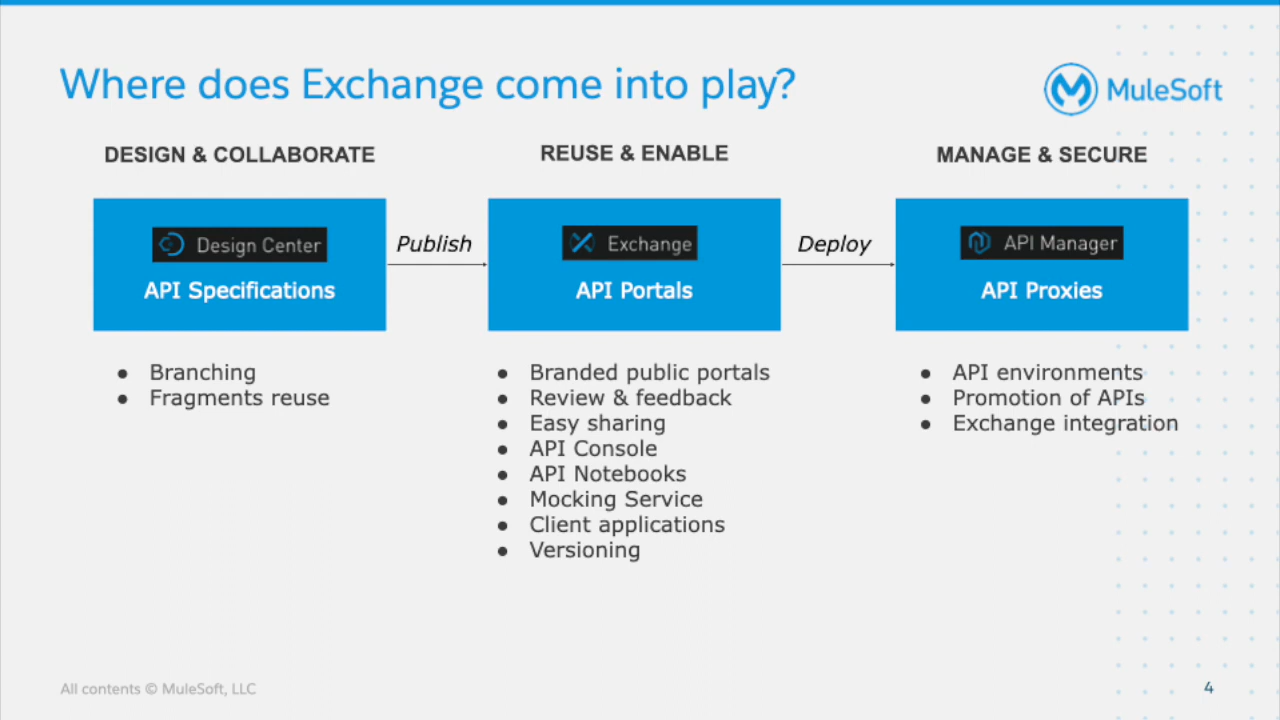 Where does Exchange come into play?
MuleSoft
DESIGN & COLLABORATE
REUSE & ENABLE
MANAGE & SECURE
Design Center
API Specifications
Publish
Exchange
API Portals
Deploy
API Manager
API Proxies
● Branching
● Fragments reuse
● Branded public portals
● Review & feedback
● Easy sharing
● API Console
● API Notebooks
● Mocking Service
● Client applications
● Versioning
● API environments
● Promotion of APIs
● Exchange integration
All contents © MuleSoft, LLC
4